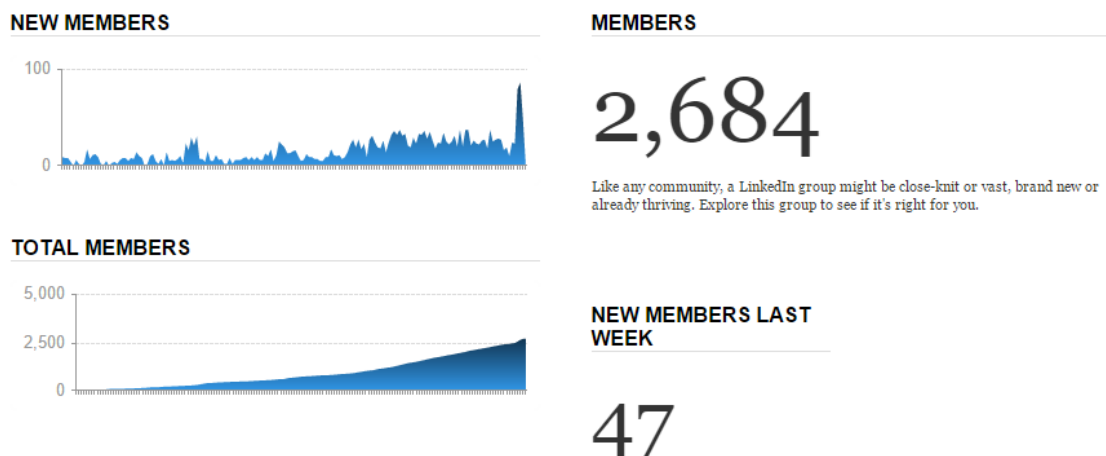 NEW MEMBERS
100
0
TOTAL MEMBERS
5,000
2,500
0
MEMBERS
2,684
Like any community, a LinkedIn group might be close-knit or vast, brand new or
already thriving. Explore this group to see if it's right for you.
NEW MEMBERS LAST
WEEK
47